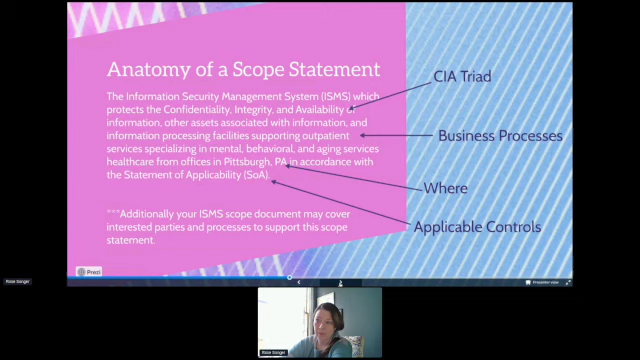 Anatomy of a Scope Statement
The Information Security Management System (ISMS) which
protects the Confidentiality, Integrity, and Availability of
information, other assets associated with information, and
information processing facilities supporting outpatient
services specializing in mental, behavioral, and aging services
healthcare from offices in Pittsburgh, PA in accordance with
the Statement of Applicability (SoA).
***Additionally your ISMS scope document may cover
interested parties and processes to support this scope
statement.
CIA Triad
Business Processes
Where
Applicable Controls
Prezi
Presenter view